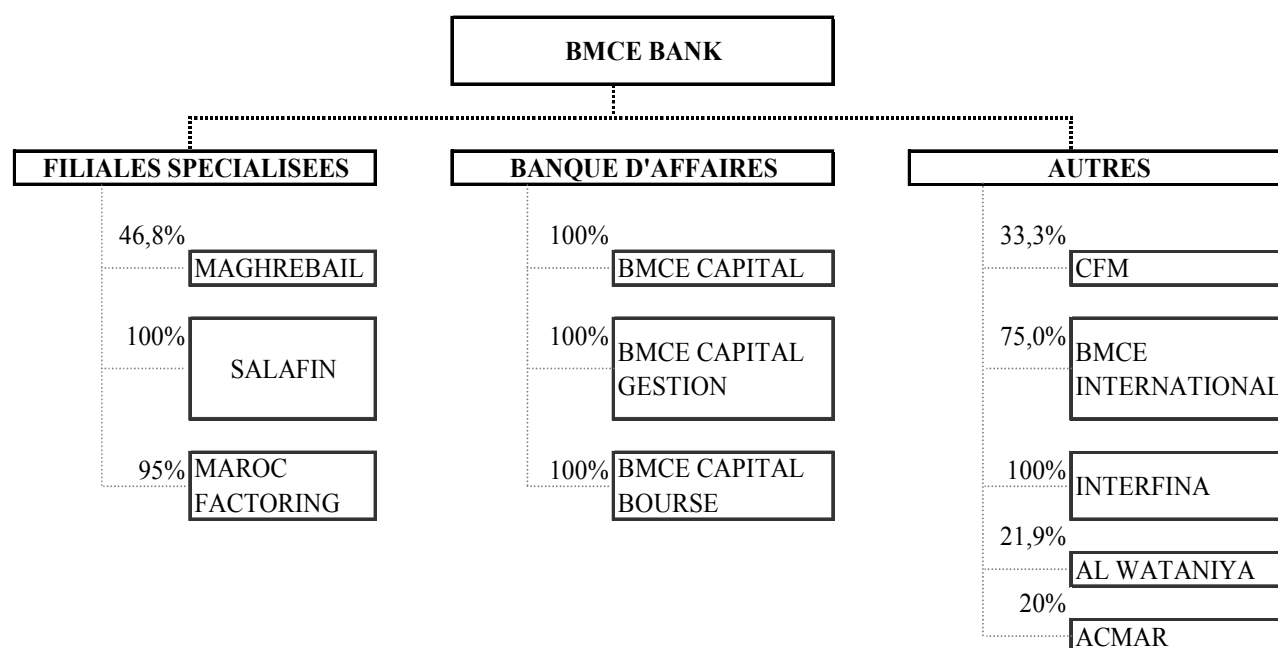 BMCE BANK
FILIALES SPECIALISEES
46,8%
MAGHREBAIL
100%
SALAFIN
95%
MAROC
FACTORING
BANQUE D'AFFAIRES
100%
BMCE CAPITAL
100%
BMCE CAPITAL
GESTION
100%
BMCE CAPITAL
BOURSE
AUTRES
33,3%
CFM
75,0%
BMCE
INTERNATIONAL
100%
INTERFINA
21,9%
AL WATANIYA
20%
ACMAR